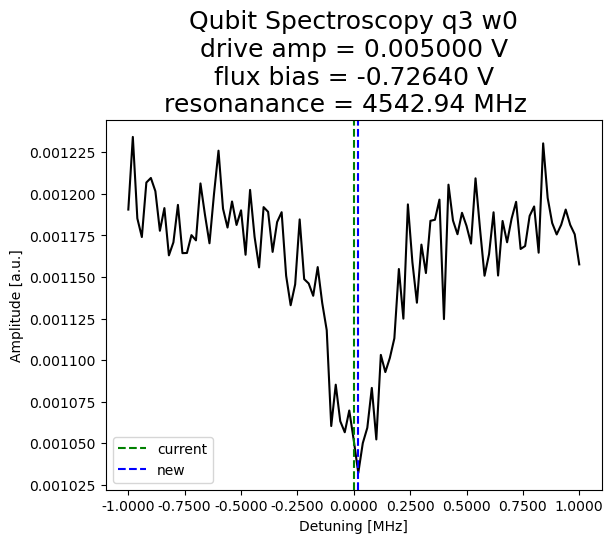 Qubit Spectroscopy q3 w0
drive amp = 0.005000 V
flux bias = -0.72640 V
resonanance = 4542.94 MHz
0.001225
0.001200
0.001175
0.001150
0.001125
0.001100
0.001075
0.001050
0.001025
Amplitude [a.u.]
current
new
-1.0000 -0.7500 -0.5000 -0.2500 0.0000 0.2500 0.5000 0.7500 1.0000
Detuning [MHz]